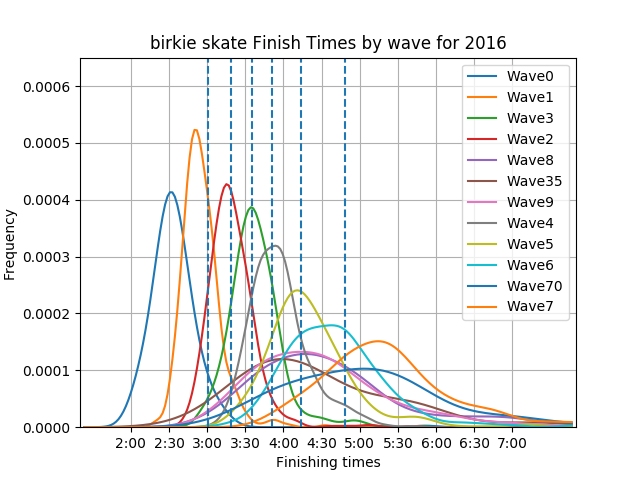 birkie skate Finish Times by wave for 2016
Frequency
0.0006
0.0005
0.0004
0.0003
0.0002
0.0001
0.0000
2:00 2:30 3:00 3:30 4:00 4:30 5:00 5:30 6:00 6:30 7:00
Finishing times
Wave0
Wave1
Wave3
Wave2
Wave8
Wave35
Wave9
Wave4
Wave5
Wave6
Wave70
Wave7